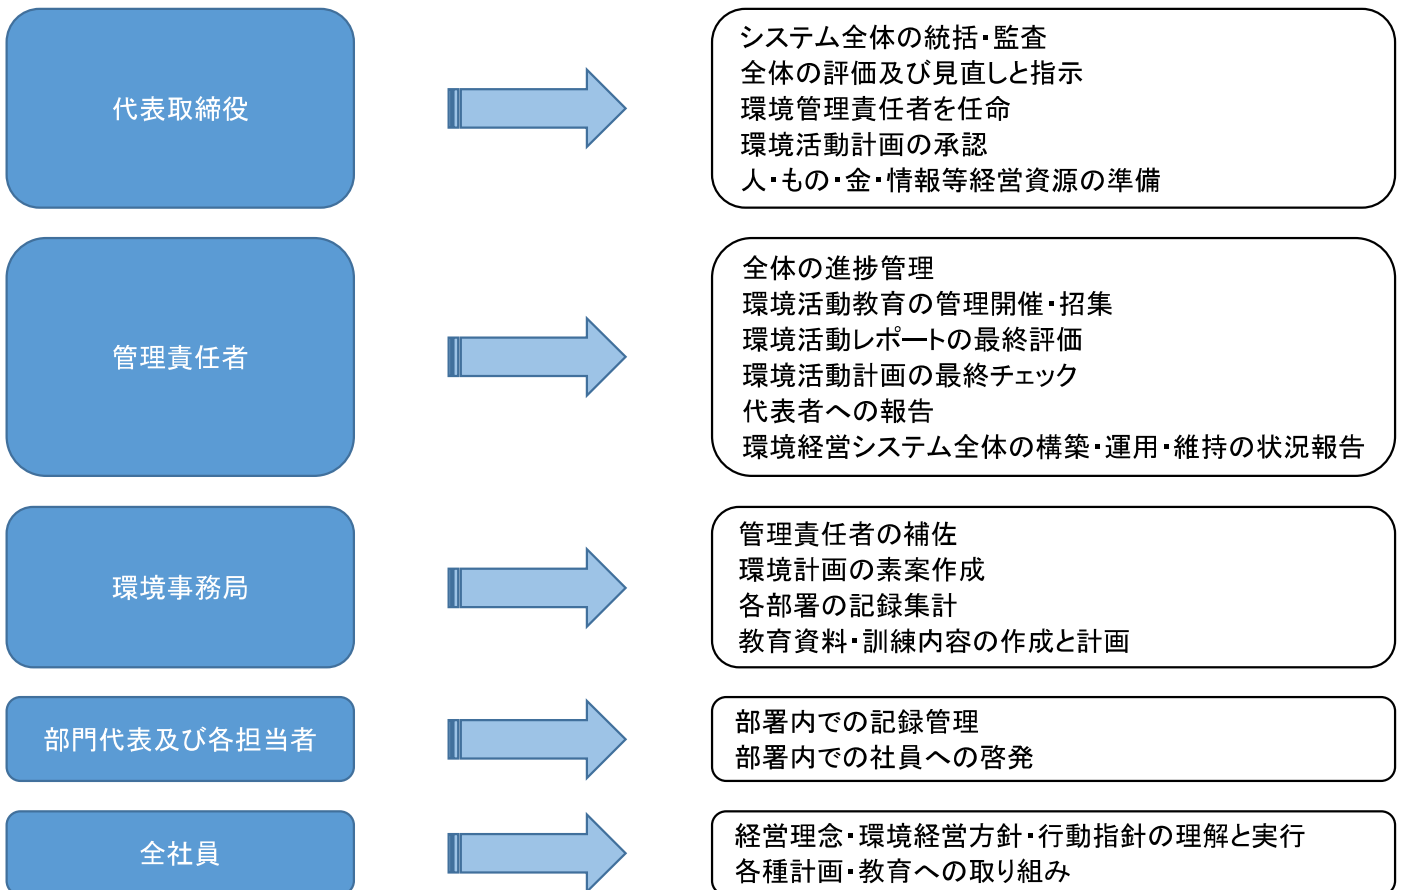 代表取締役
システム全体の統括・監査
全体の評価及び見直しと指示
環境管理責任者を任命
環境活動計画の承認
人・もの・金・情報等経営資源の準備
管理責任者
全体の進捗管理
環境活動教育の管理開催・招集
環境活動レポートの最終評価
環境活動計画の最終チェック
代表者への報告
環境経営システム全体の構築・運用・維持の状況報告
環境事務局
管理責任者の補佐
環境計画の素案作成
各部署の記録集計
教育資料・訓練内容の作成と計画
部門代表及び各担当者
部署内での記録管理
部署内での社員への啓発
全社員
経営理念・環境経営方針・行動指針の理解と実行
各種計画・教育への取り組み